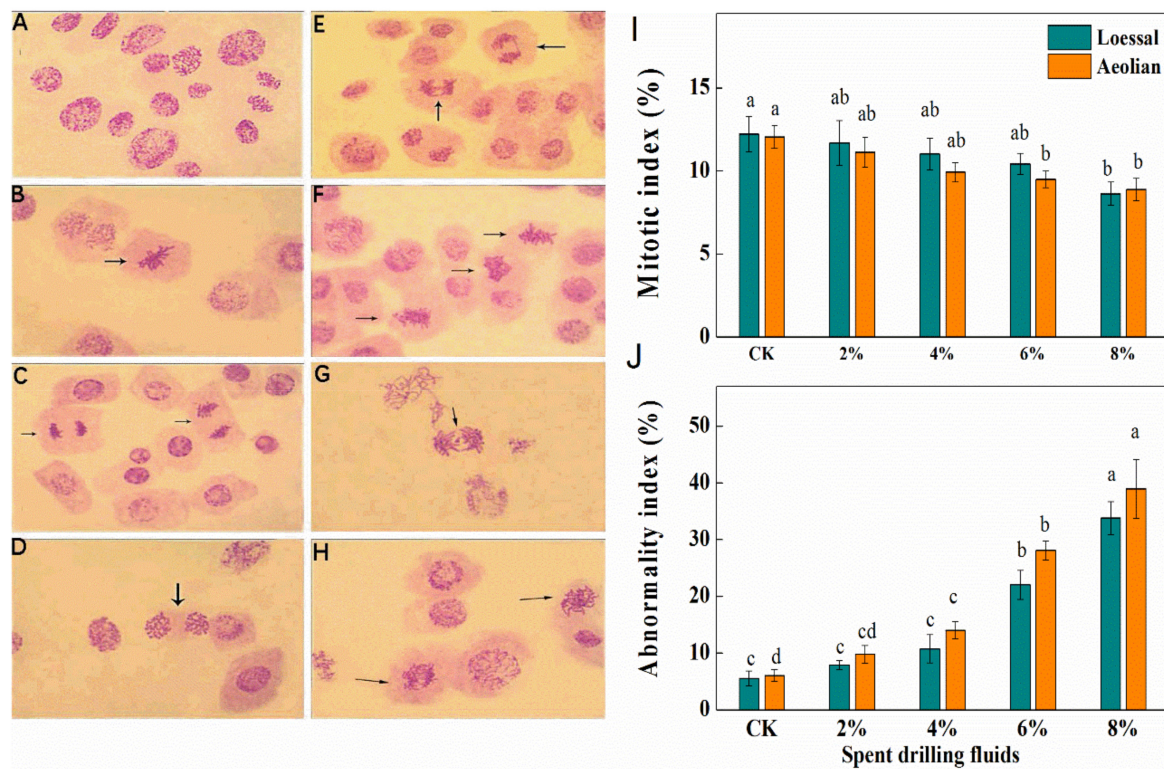 A
B
C
D
E
F
G
H
I
Loessal
Aeolian
Mitotic index (%)
15
10
5
0
a a ab ab ab ab ab b b b
CK 2% 4% 6% 8%
J
Abnormality index (%)
50
40
30
20
10
0
c d c cd c c b b a a
CK 2% 4% 6% 8%
Spent drilling fluids